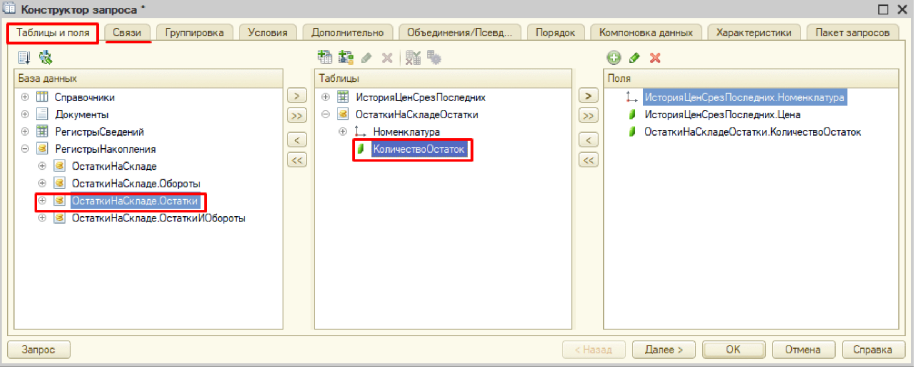 Конструктор запроса *
Таблицы и поля Связи Группировка Условия Дополнительно Объединения/Псевд... Порядок Компоновка данных Характеристики Пакет запросов
База данных
Справочники
Документы
РегистрыСведений
РегистрыНакопления
ОстаткиНаСкладе
ОстаткиНаСкладе.Обороты
ОстаткиНаСкладе.Остатки
ОстаткиНаСкладе.ОстаткиИОбороты
>
>>
<
<<
Таблицы
ИсторияЦенСрезПоследних
ОстаткиНаСкладеОстатки
Номенклатура
КоличествоОстаток
>
>>
<
<<
Поля
ИсторияЦенСрезПоследних.Номенклатура
ИсторияЦенСрезПоследних.Цена
ОстаткиНаСкладеОстатки.КоличествоОстаток
Запрос < Назад Далее > ОК Отмена Справка